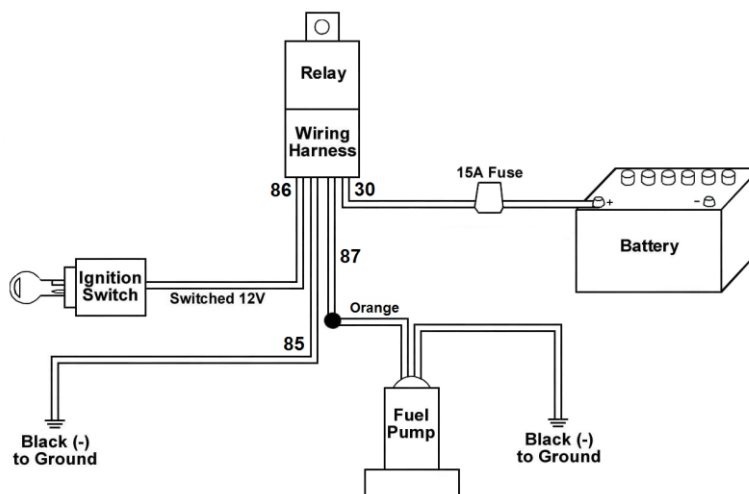 Relay
Wiring
Harness
86
30
15A Fuse
+
-
Battery
87
Ignition
Switch
Switched 12V
Orange
85
Fuel
Pump
Black (-)
to Ground
Black (-)
to Ground